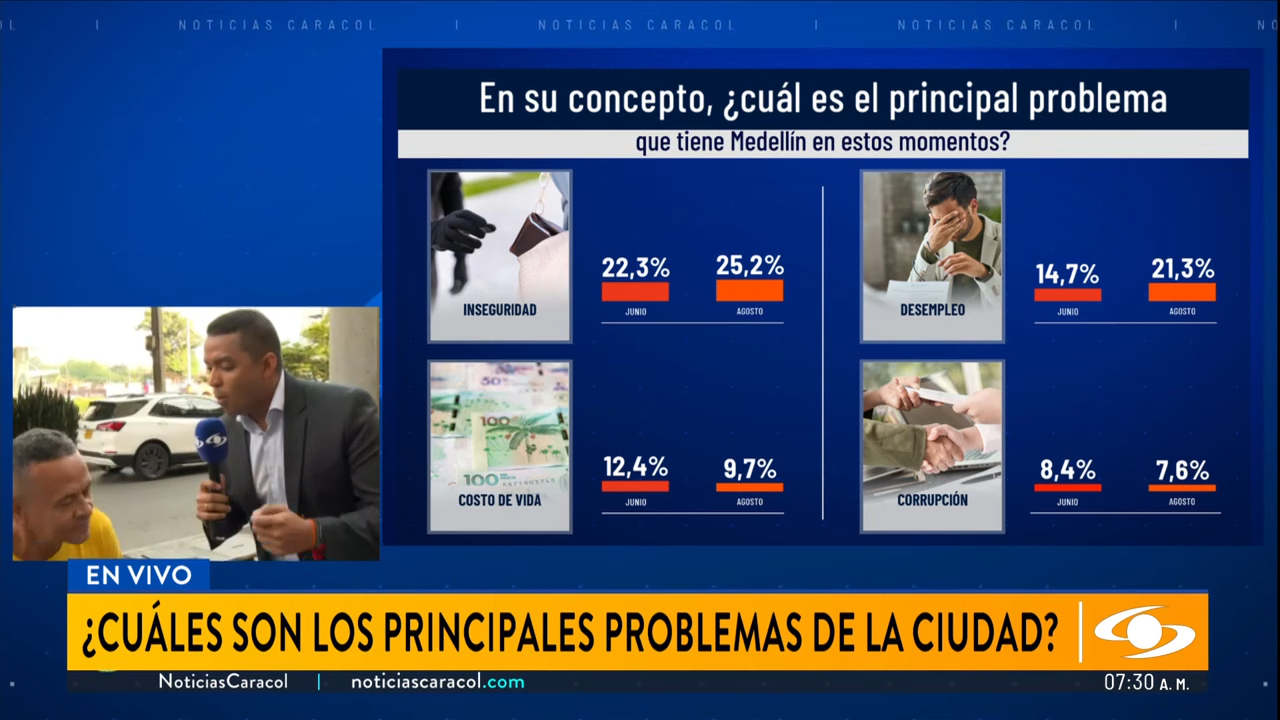 NOTICIAS CARACOL
NOTICIAS CARACOL
NOTICIAS CARACOL
En su concepto, ¿cuál es el principal problema
que tiene Medellín en estos momentos?
INSEGURIDAD
22,3%
JUNIO
25,2%
AGOSTO
DESEMPLEO
14,7%
JUNIO
21,3%
AGOSTO
COSTO DE VIDA
12,4%
JUNIO
9,7%
AGOSTO
CORRUPCIÓN
8,4%
JUNIO
7,6%
AGOSTO
EN VIVO
¿CUÁLES SON LOS PRINCIPALES PROBLEMAS DE LA CIUDAD?
NoticiasCaracol | noticiascaracol.com
07:30 A. M.